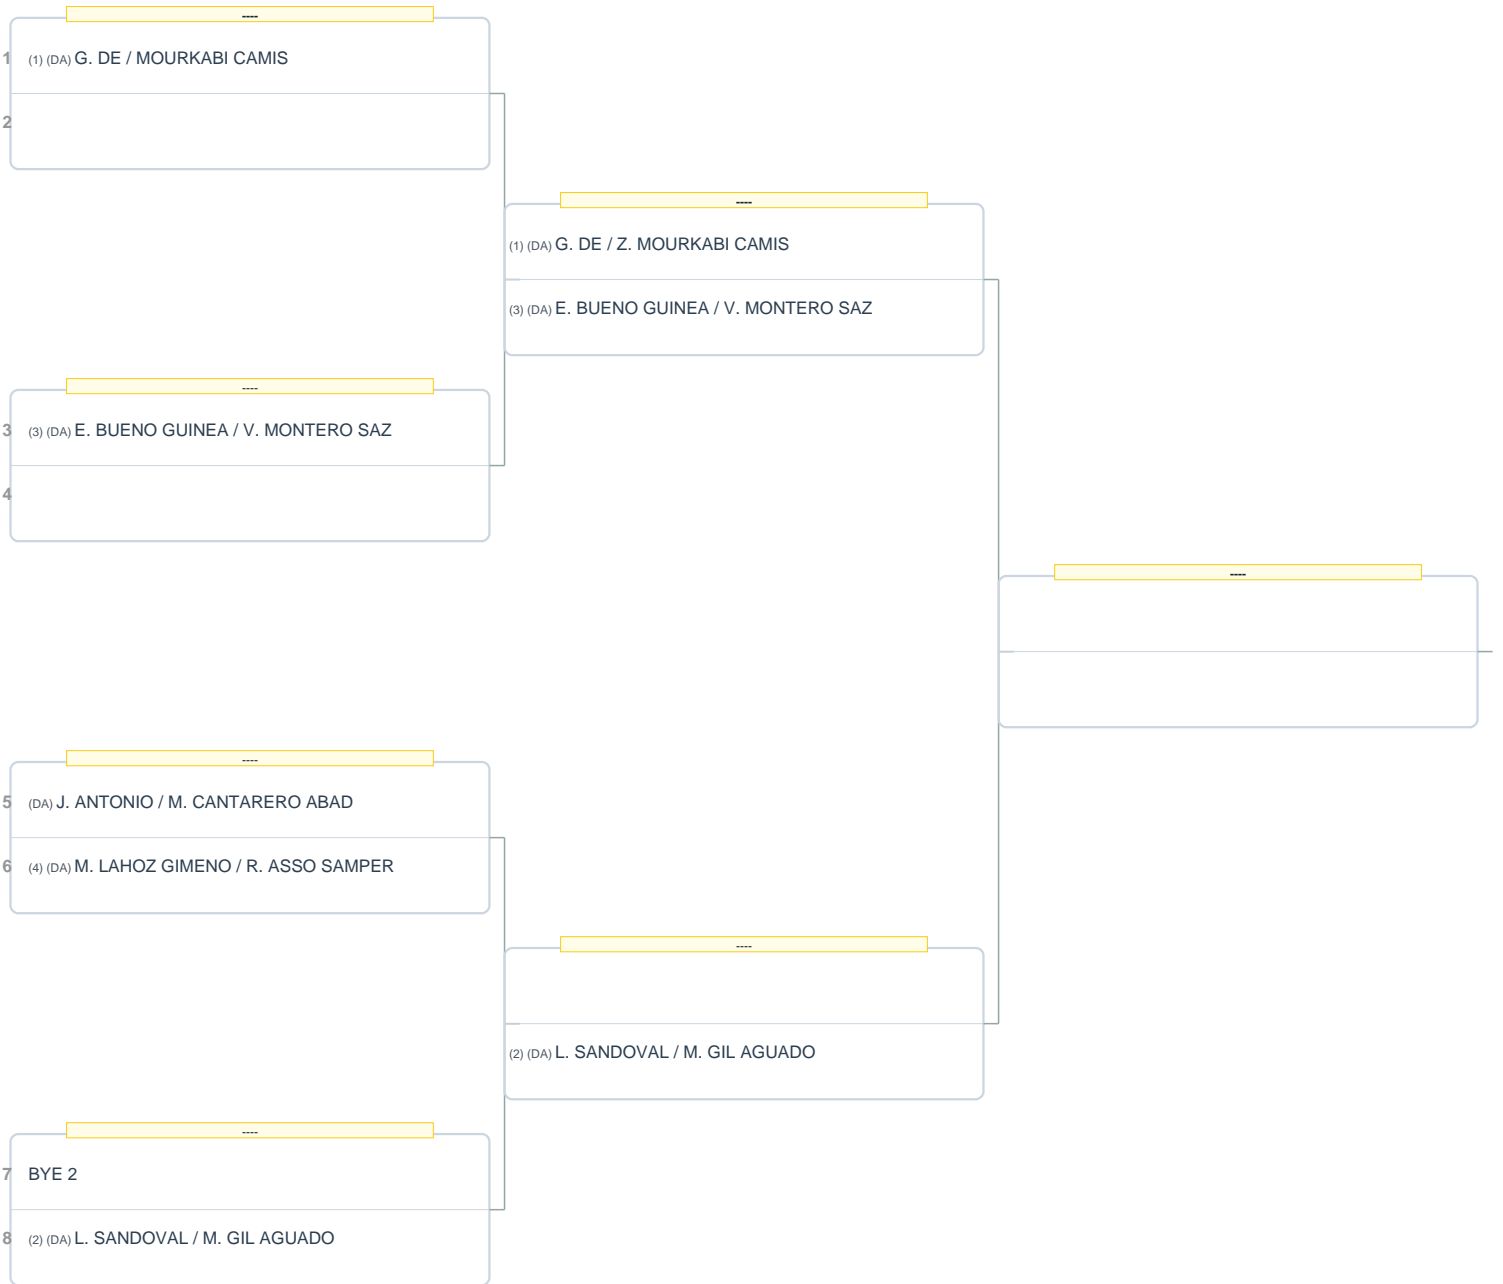 ----
1 (1) (DA) G. DE / MOURKABI CAMIS
2
----
(1) (DA) G. DE / Z. MOURKABI CAMIS
(3) (DA) E. BUENO GUINEA / V. MONTERO SAZ
----
3 (3) (DA) E. BUENO GUINEA / V. MONTERO SAZ
4
----
----
5 (DA) J. ANTONIO / M. CANTARERO ABAD
6 (4) (DA) M. LAHOZ GIMENO / R. ASSO SAMPER
----
(2) (DA) L. SANDOVAL / M. GIL AGUADO
----
7 BYE 2
8 (2) (DA) L. SANDOVAL / M. GIL AGUADO